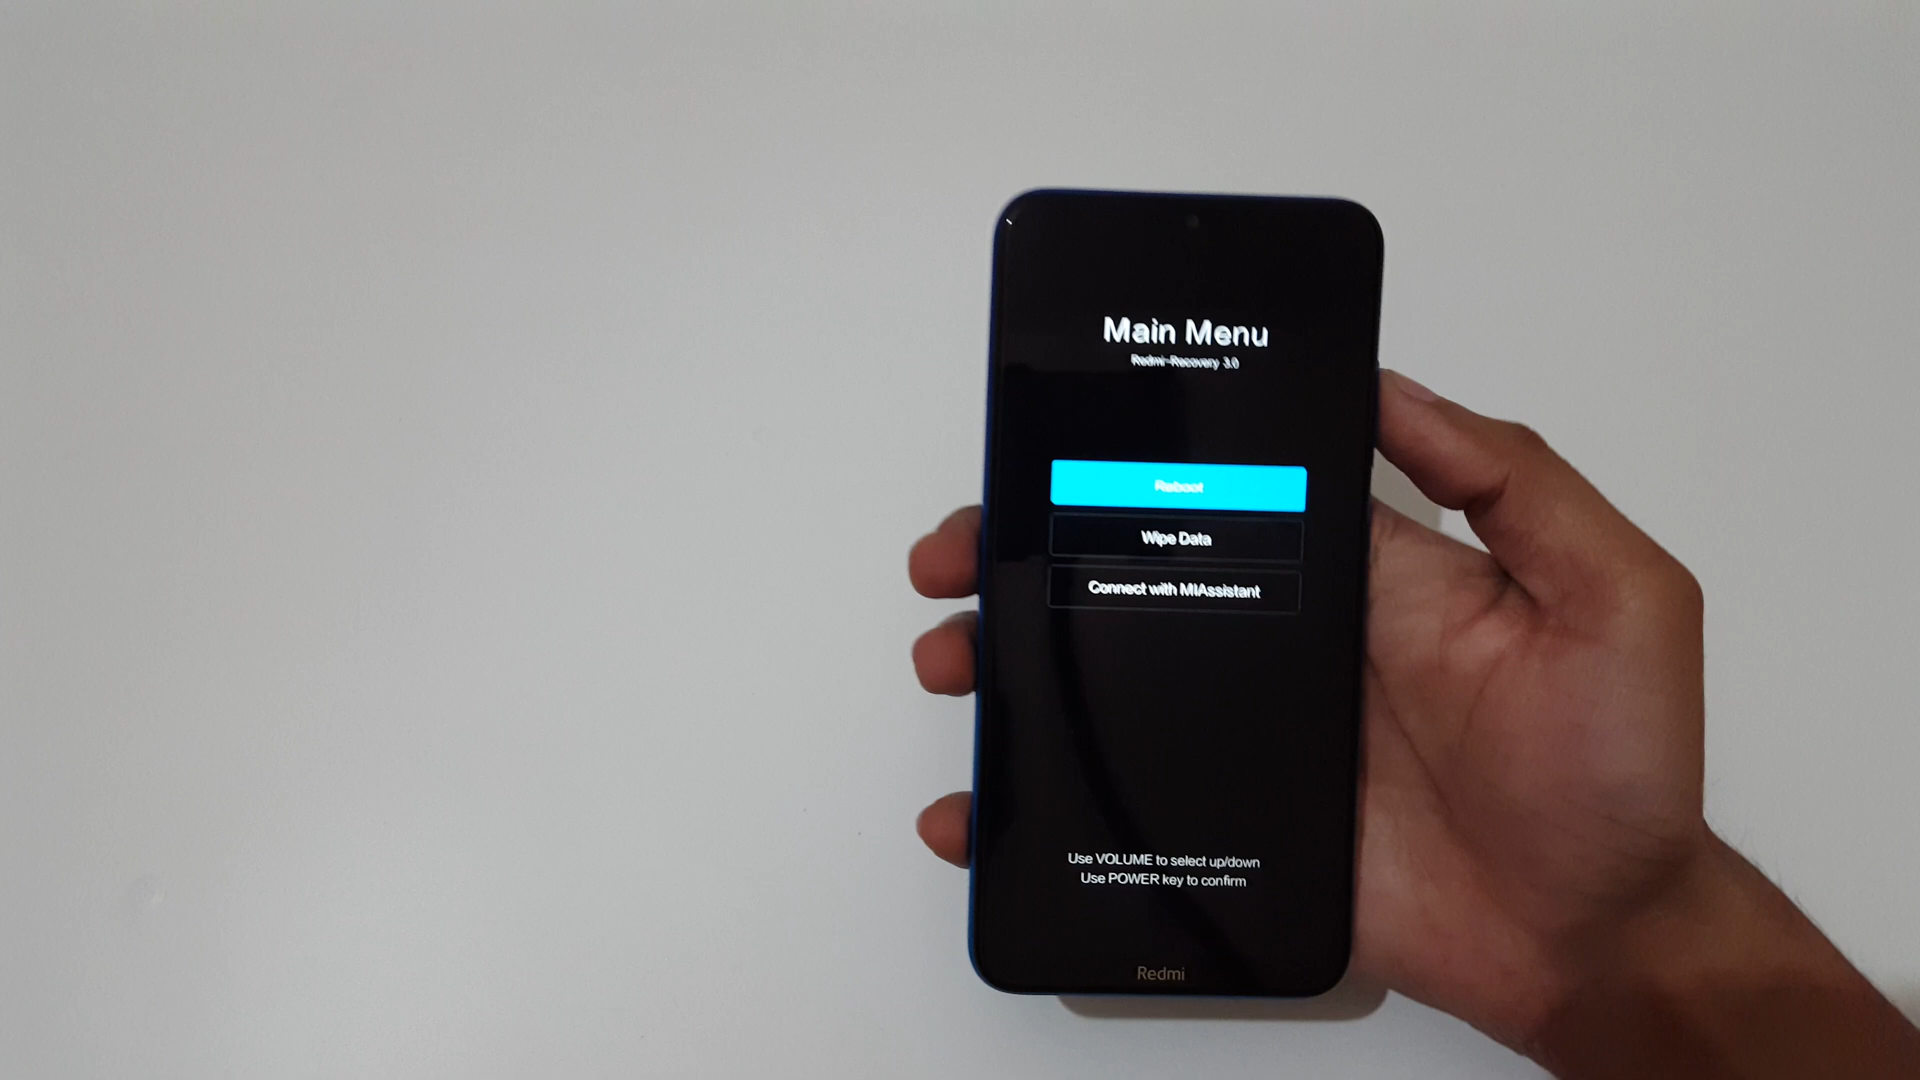 Main Menu
Redmi-Recovery 3.0
Reboot
Wipe Data
Connect with MIAssistant
Use VOLUME to select up/down
Use POWER key to confirm
Redmi